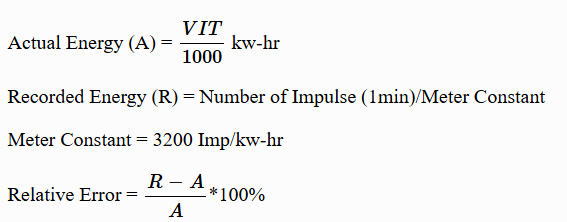 Actual Energy (A) = VIT/1000 kw-hr
Recorded Energy (R) = Number of Impulse (1min)/Meter Constant
Meter Constant = 3200 Imp/kw-hr
Relative Error = R − A/A *100%